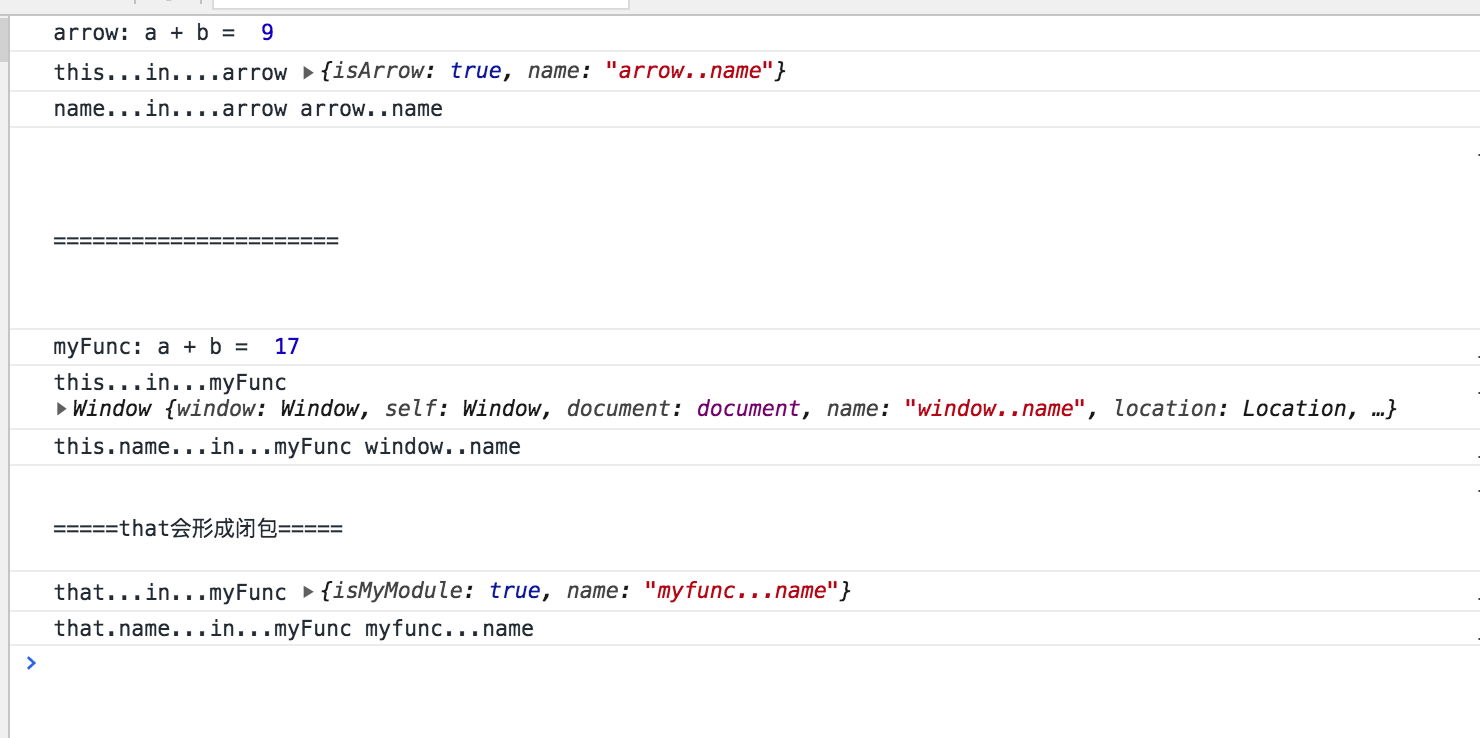 arrow: a + b =  9
this...in....arrow ▶{isArrow: true, name: "arrow..name"}
name...in....arrow arrow..name
======================
myFunc: a + b =  17
this...in...myFunc
▶Window {window: Window, self: Window, document: document, name: "window..name", location: Location, …}
this.name...in...myFunc window..name
=====that会形成闭包=====
that...in...myFunc ▶{isMyModule: true, name: "myfunc...name"}
that.name...in...myFunc myfunc...name
>